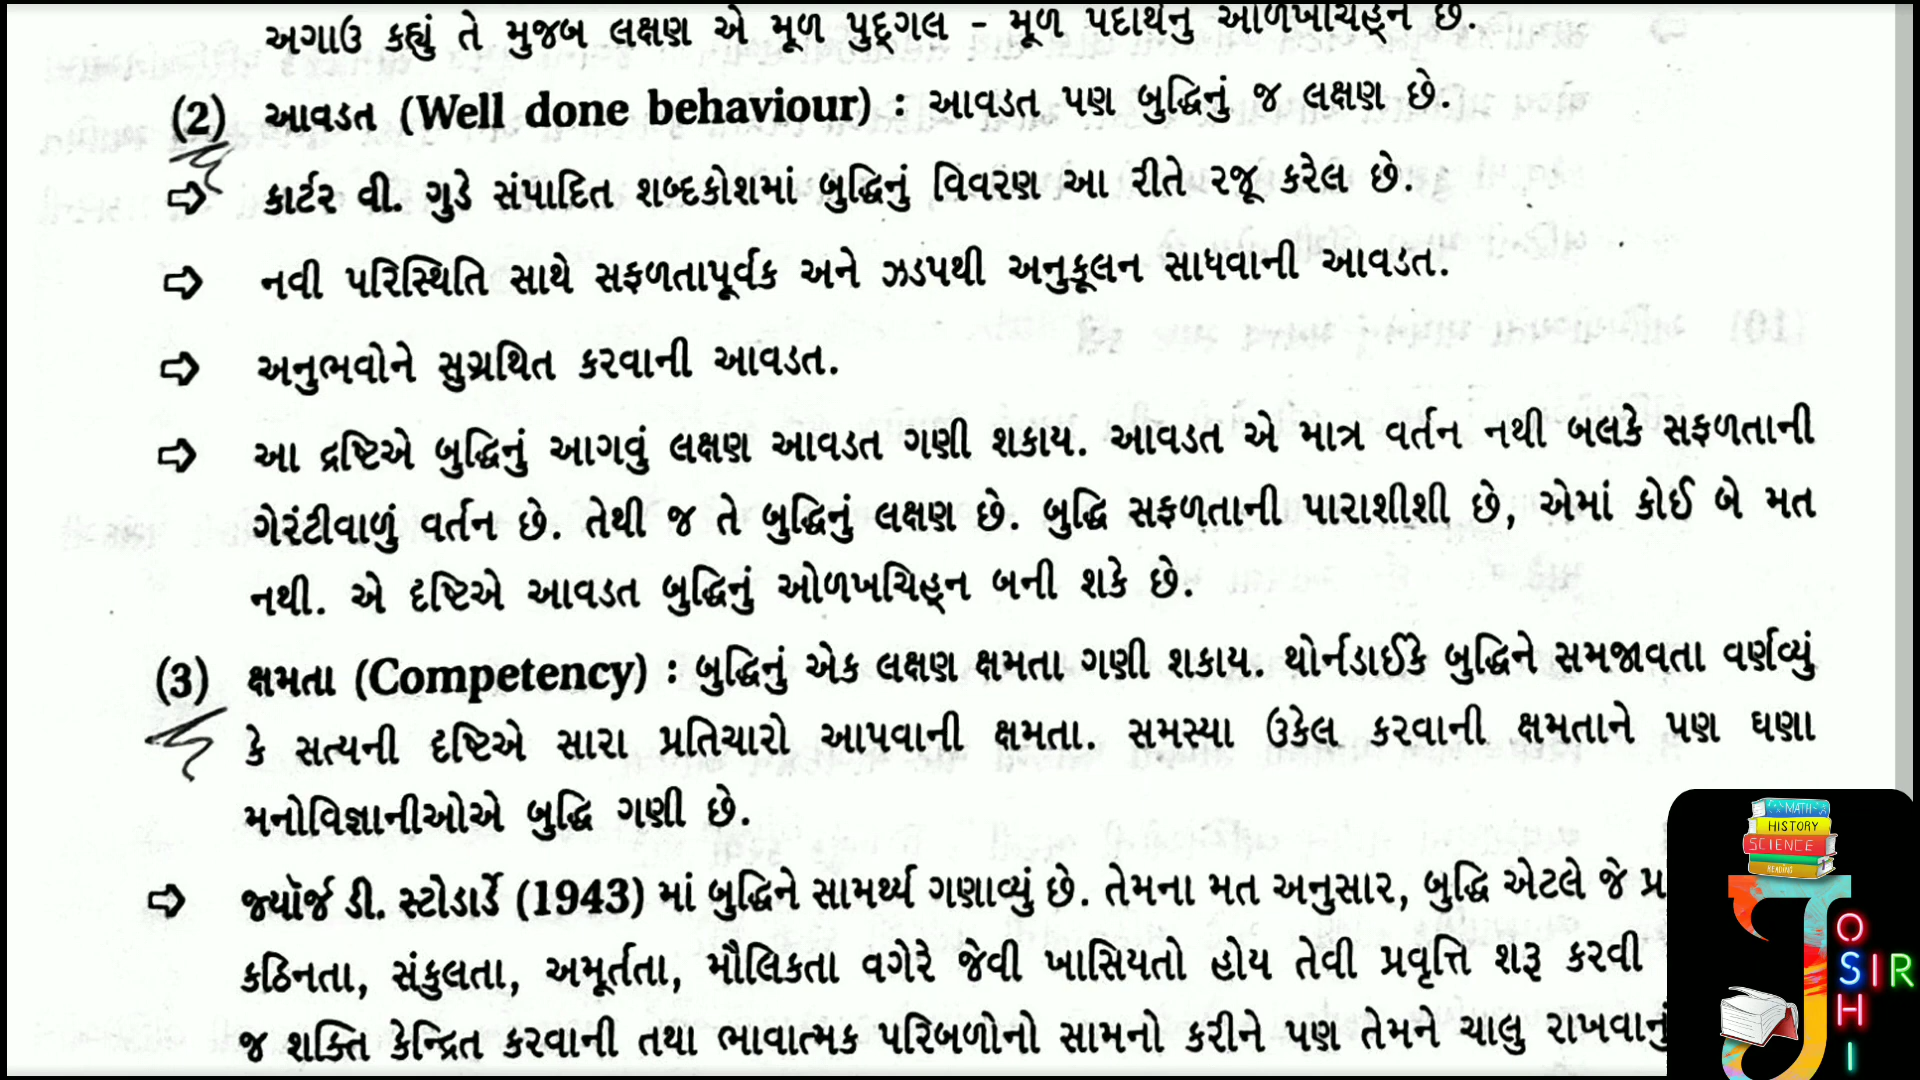 અગાઉ કહ્યું તે મુજબ લક્ષણ એ મૂળ પુદ્ગલ - મૂળ પદાર્થનું ઓળખચિહ્ન છે.
(2) આવડત (Well done behaviour) : આવડત પણ બુદ્ધિનું જ લક્ષણ છે.
⇨ કાર્ટર વી. ગુડે સંપાદિત શબ્દકોશમાં બુદ્ધિનું વિવરણ આ રીતે રજૂ કરેલ છે.
⇨ નવી પરિસ્થિતિ સાથે સફળતાપૂર્વક અને ઝડપથી અનુકૂલન સાધવાની આવડત.
⇨ અનુભવોને સુગ્રથિત કરવાની આવડત.
⇨ આ દ્રષ્ટિએ બુદ્ધિનું આગવું લક્ષણ આવડત ગણી શકાય. આવડત એ માત્ર વર્તન નથી બલકે સફળતાની
ગેરંટીવાળું વર્તન છે. તેથી જ તે બુદ્ધિનું લક્ષણ છે. બુદ્ધિ સફળતાની પારાશીશી છે, એમાં કોઈ બે મત
નથી. એ દૃષ્ટિએ આવડત બુદ્ધિનું ઓળખચિહ્ન બની શકે છે.
(3) ક્ષમતા (Competency) : બુદ્ધિનું એક લક્ષણ ક્ષમતા ગણી શકાય. થોર્નડાઈકે બુદ્ધિને સમજાવતા વર્ણવ્યું
કે સત્યની દૃષ્ટિએ સારા પ્રતિચારો આપવાની ક્ષમતા. સમસ્યા ઉકેલ કરવાની ક્ષમતાને પણ ઘણા
મનોવિજ્ઞાનીઓએ બુદ્ધિ ગણી છે.
⇨ જ્યૉર્જ ડી. સ્ટોડાર્ડે (1943) માં બુદ્ધિને સામર્થ્ય ગણાવ્યું છે. તેમના મત અનુસાર, બુદ્ધિ એટલે જે પ્ર
કઠિનતા, સંકુલતા, અમૂર્તતા, મૌલિકતા વગેરે જેવી ખાસિયતો હોય તેવી પ્રવૃત્તિ શરૂ કરવી
જ શક્તિ કેન્દ્રિત કરવાની તથા ભાવાત્મક પરિબળોનો સામનો કરીને પણ તેમને ચાલુ રાખવાનું
MATH
HISTORY
SCIENCE
READING
JOSHI
SIR